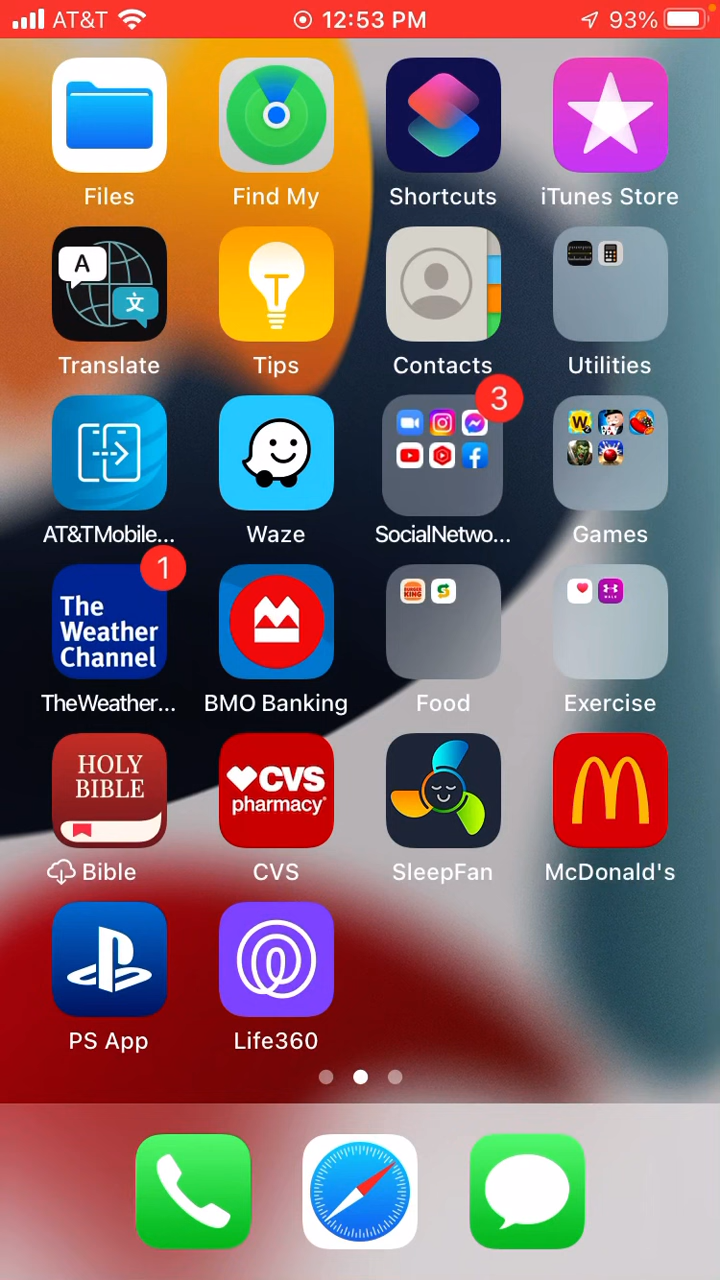 AT&T 12:53 PM 93%
Files Find My Shortcuts iTunes Store
A 文
Translate Tips Contacts Utilities
3
W
AT&TMobile... Waze SocialNetwo... Games
1
The
Weather
Channel
BURGER
KING
TheWeather... BMO Banking Food Exercise
HOLY
BIBLE
CVS
pharmacy
Bible CVS SleepFan McDonald's
PS App Life360